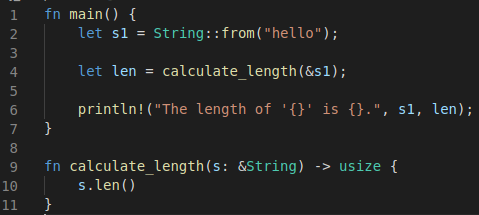 1 fn main() {
2     let s1 = String::from("hello");
3
4     let len = calculate_length(&s1);
5
6     println!("The length of '{}' is {}.", s1, len);
7 }
8
9 fn calculate_length(s: &String) -> usize {
10     s.len()
11 }